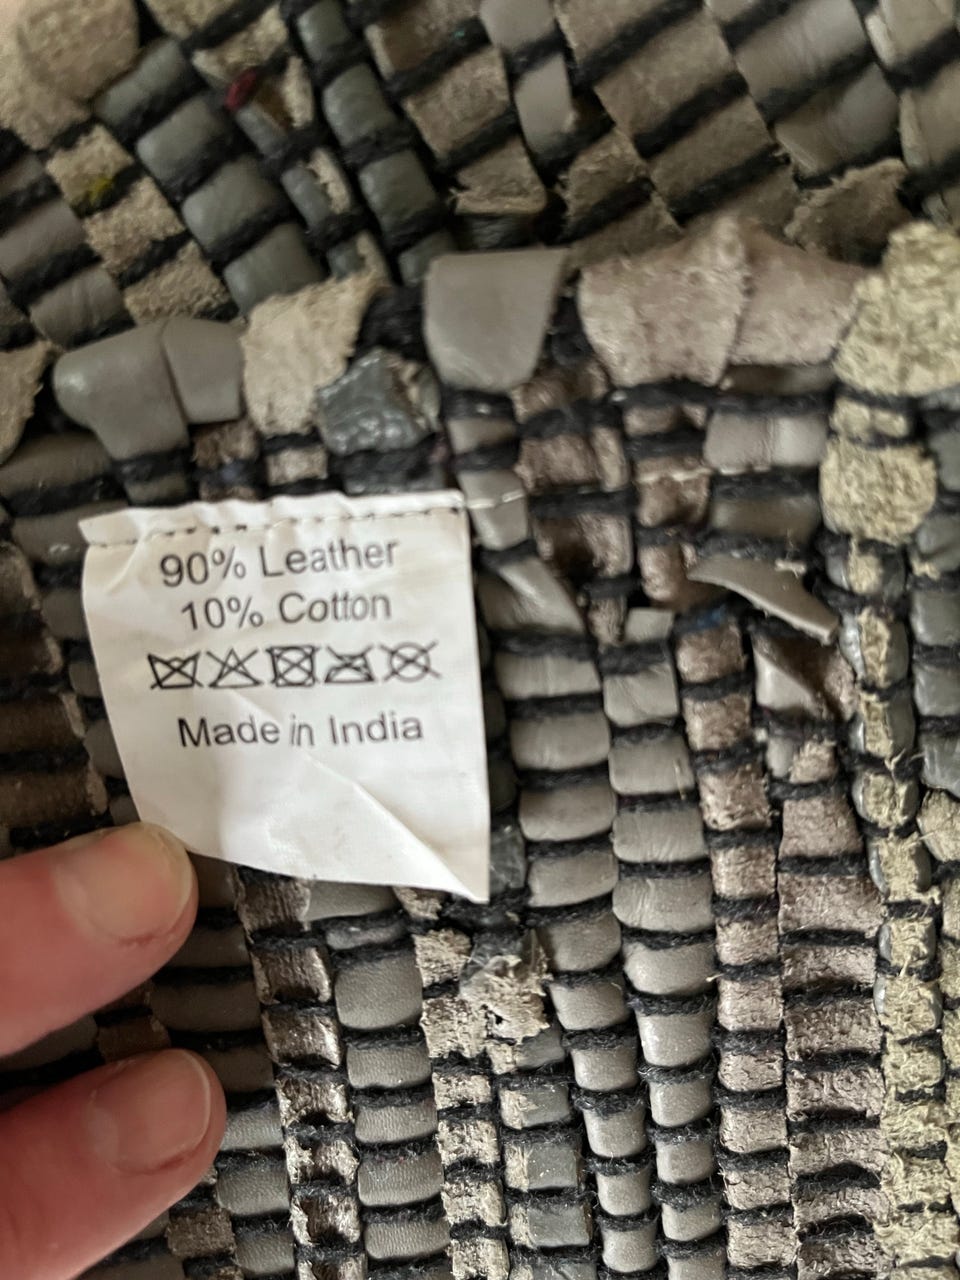 90% Leather
10% Cotton
Made in India